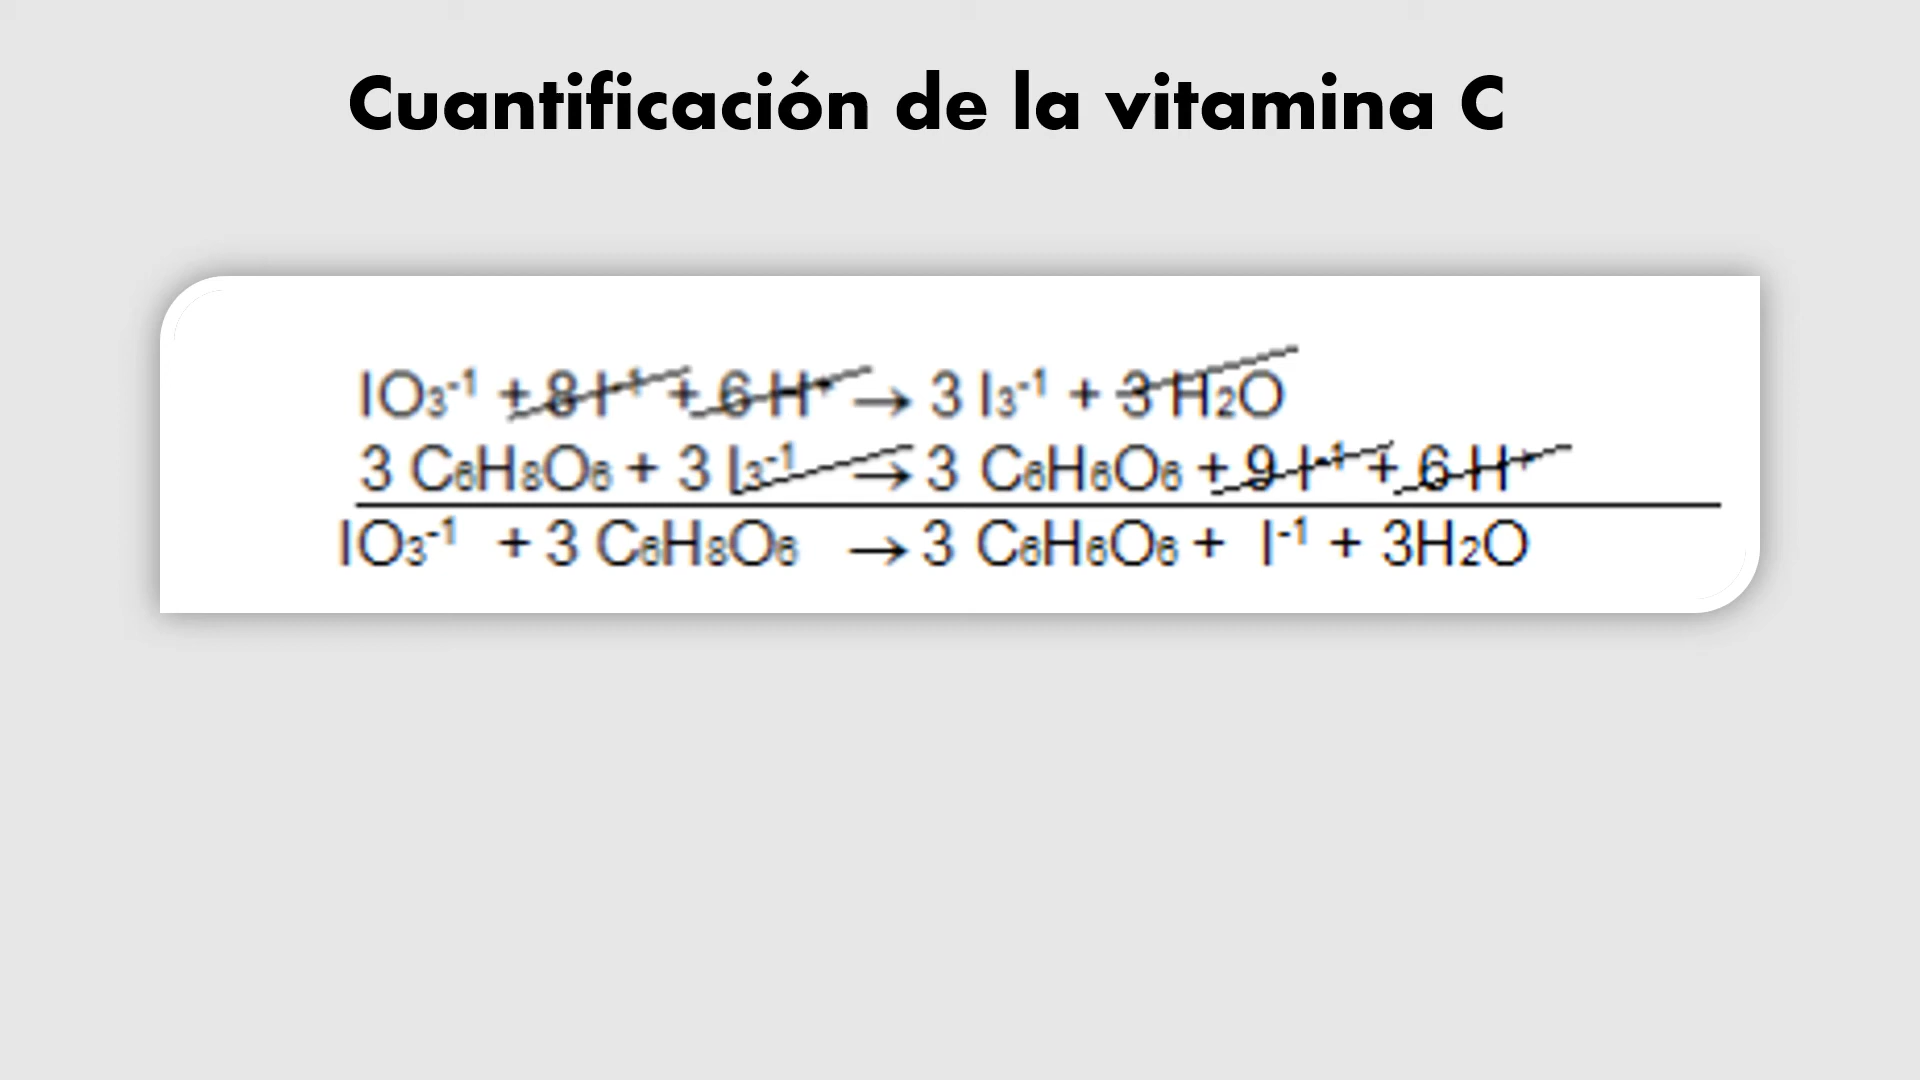 Cuantificación de la vitamina C
IO₃⁻¹ + 8 I⁻¹ + 6 H⁺ → 3 I₃⁻¹ + 3 H₂O
3 C₆H₈O₆ + 3 I₃⁻¹ → 3 C₆H₆O₆ + 9 I⁻¹ + 6 H⁺
IO₃⁻¹ + 3 C₆H₈O₆ → 3 C₆H₆O₆ + I⁻¹ + 3H₂O